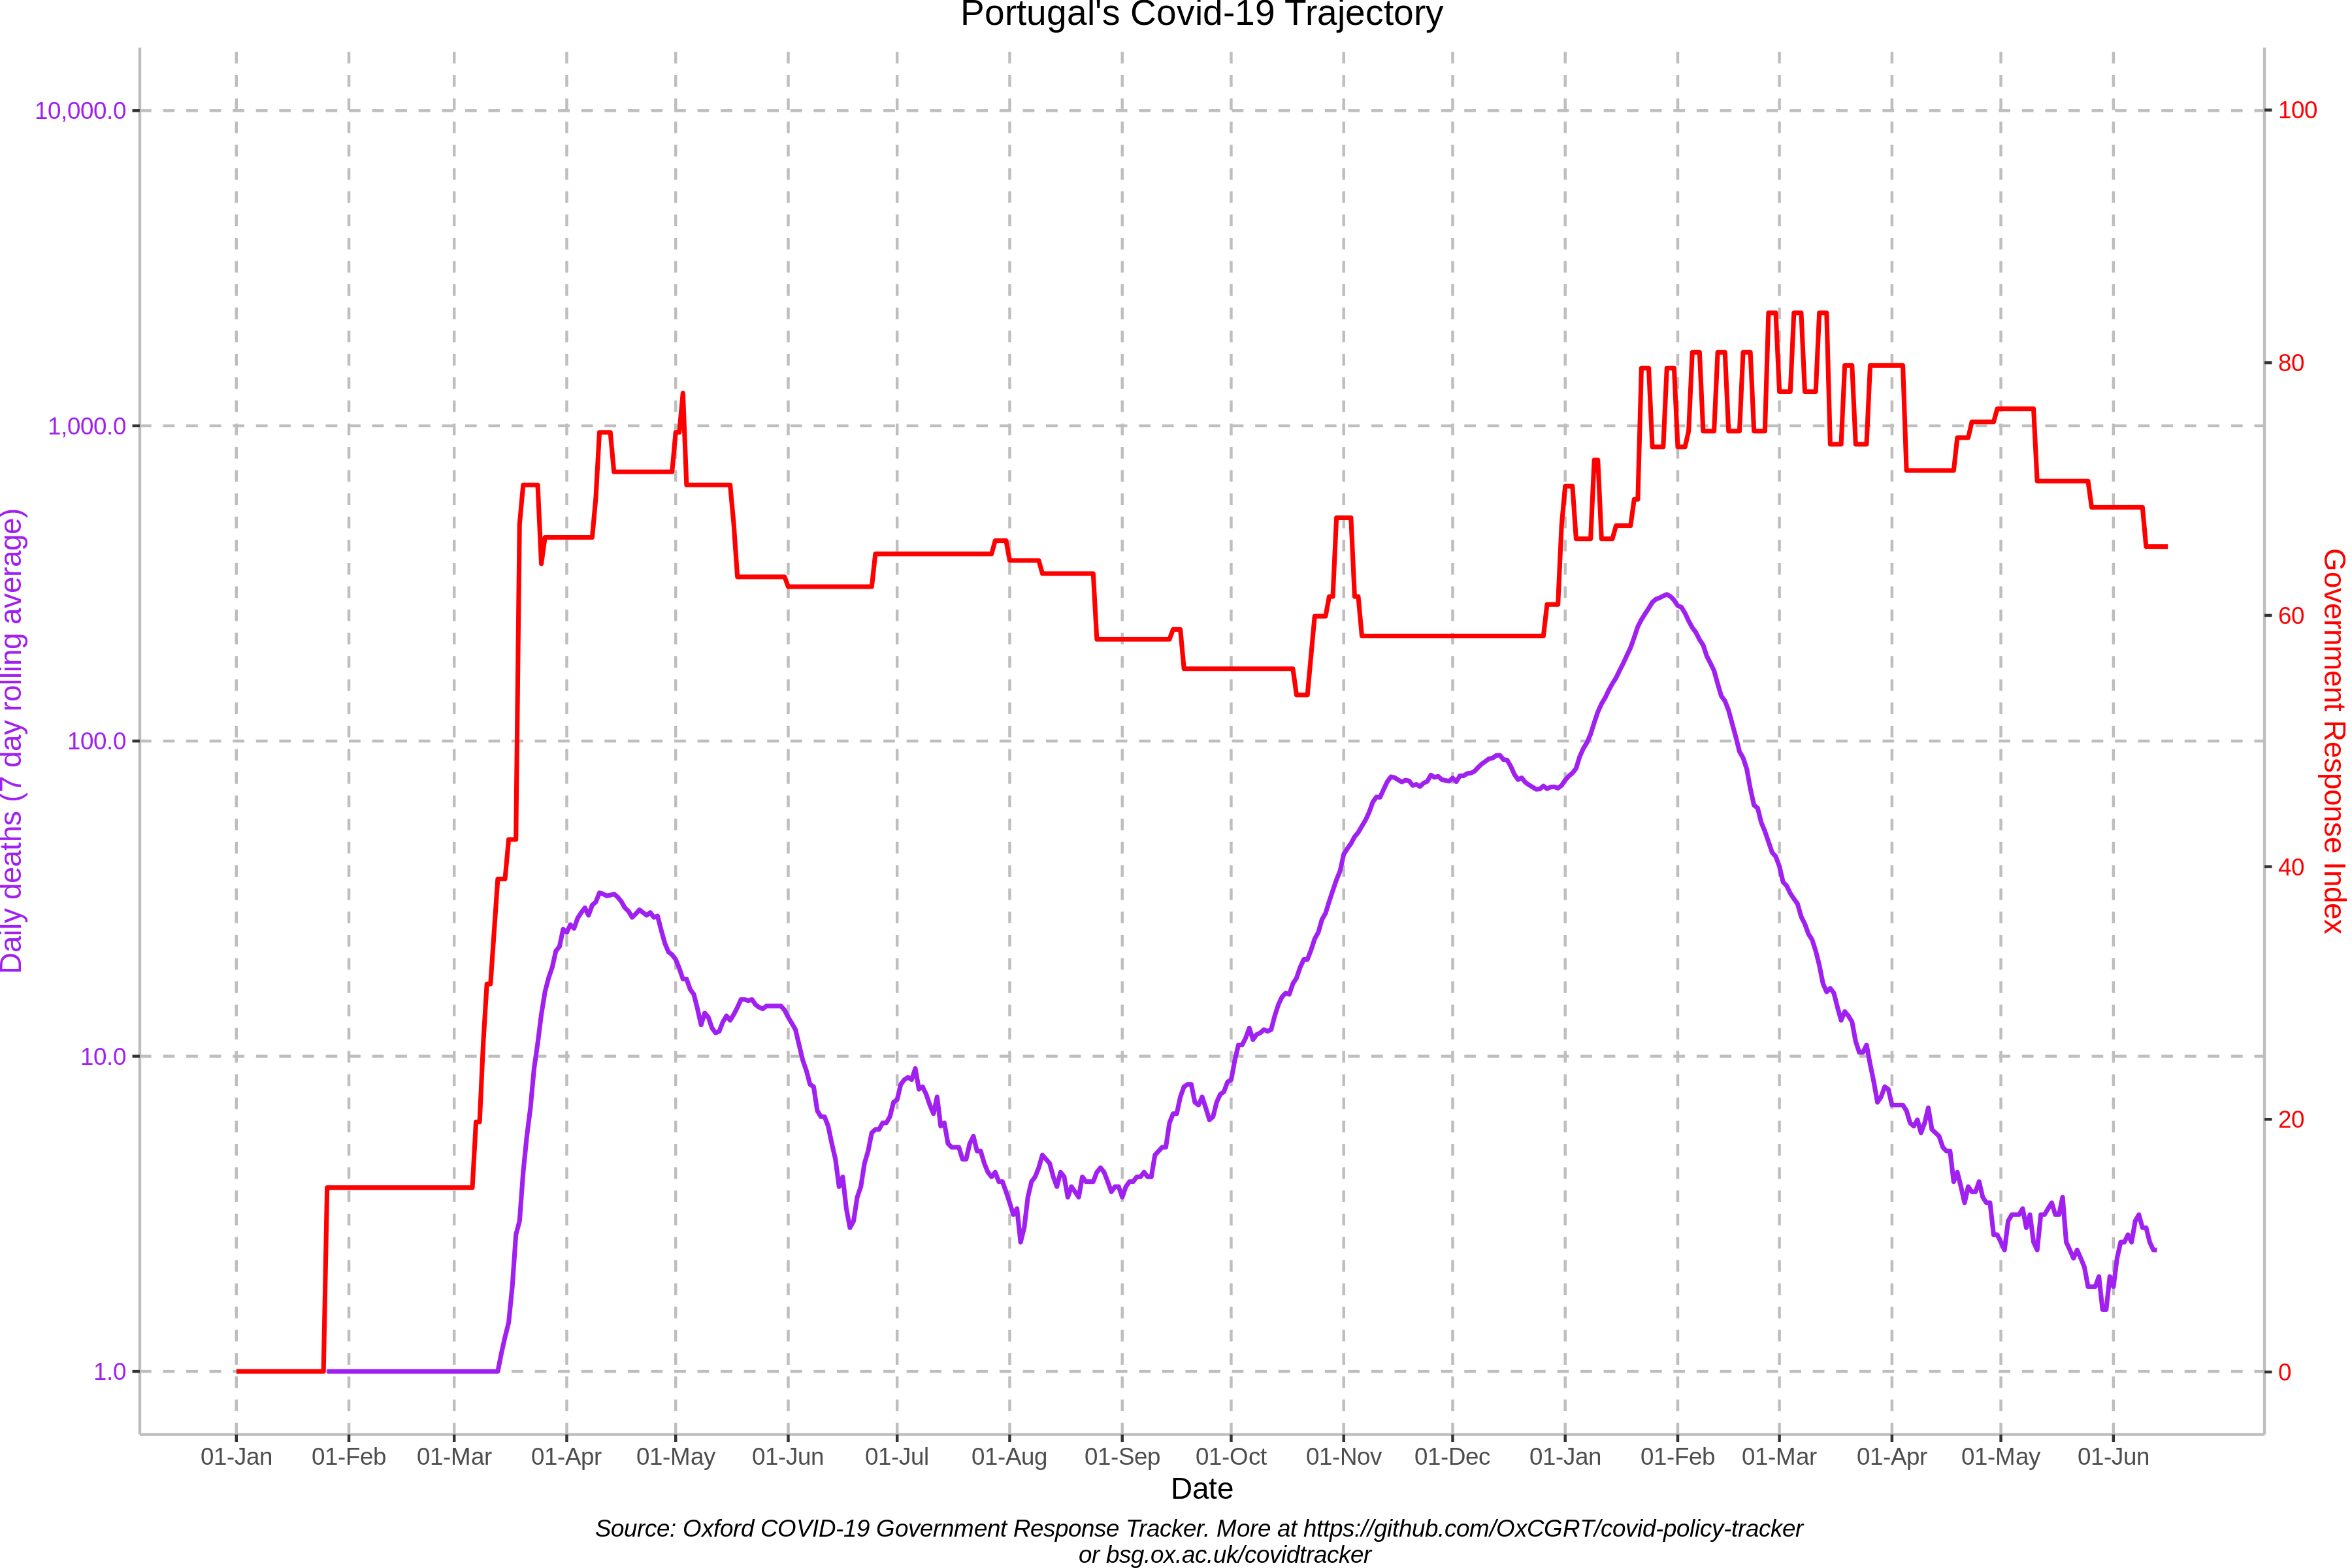 Portugal's Covid-19 Trajectory
10,000.0
1,000.0
100.0
10.0
1.0
Daily deaths (7 day rolling average)
100
80
60
40
20
0
Government Response Index
01-Jan 01-Feb 01-Mar 01-Apr 01-May 01-Jun 01-Jul 01-Aug 01-Sep 01-Oct 01-Nov 01-Dec 01-Jan 01-Feb 01-Mar 01-Apr 01-May 01-Jun
Date
Source: Oxford COVID-19 Government Response Tracker. More at https://github.com/OxCGRT/covid-policy-tracker
or bsg.ox.ac.uk/covidtracker